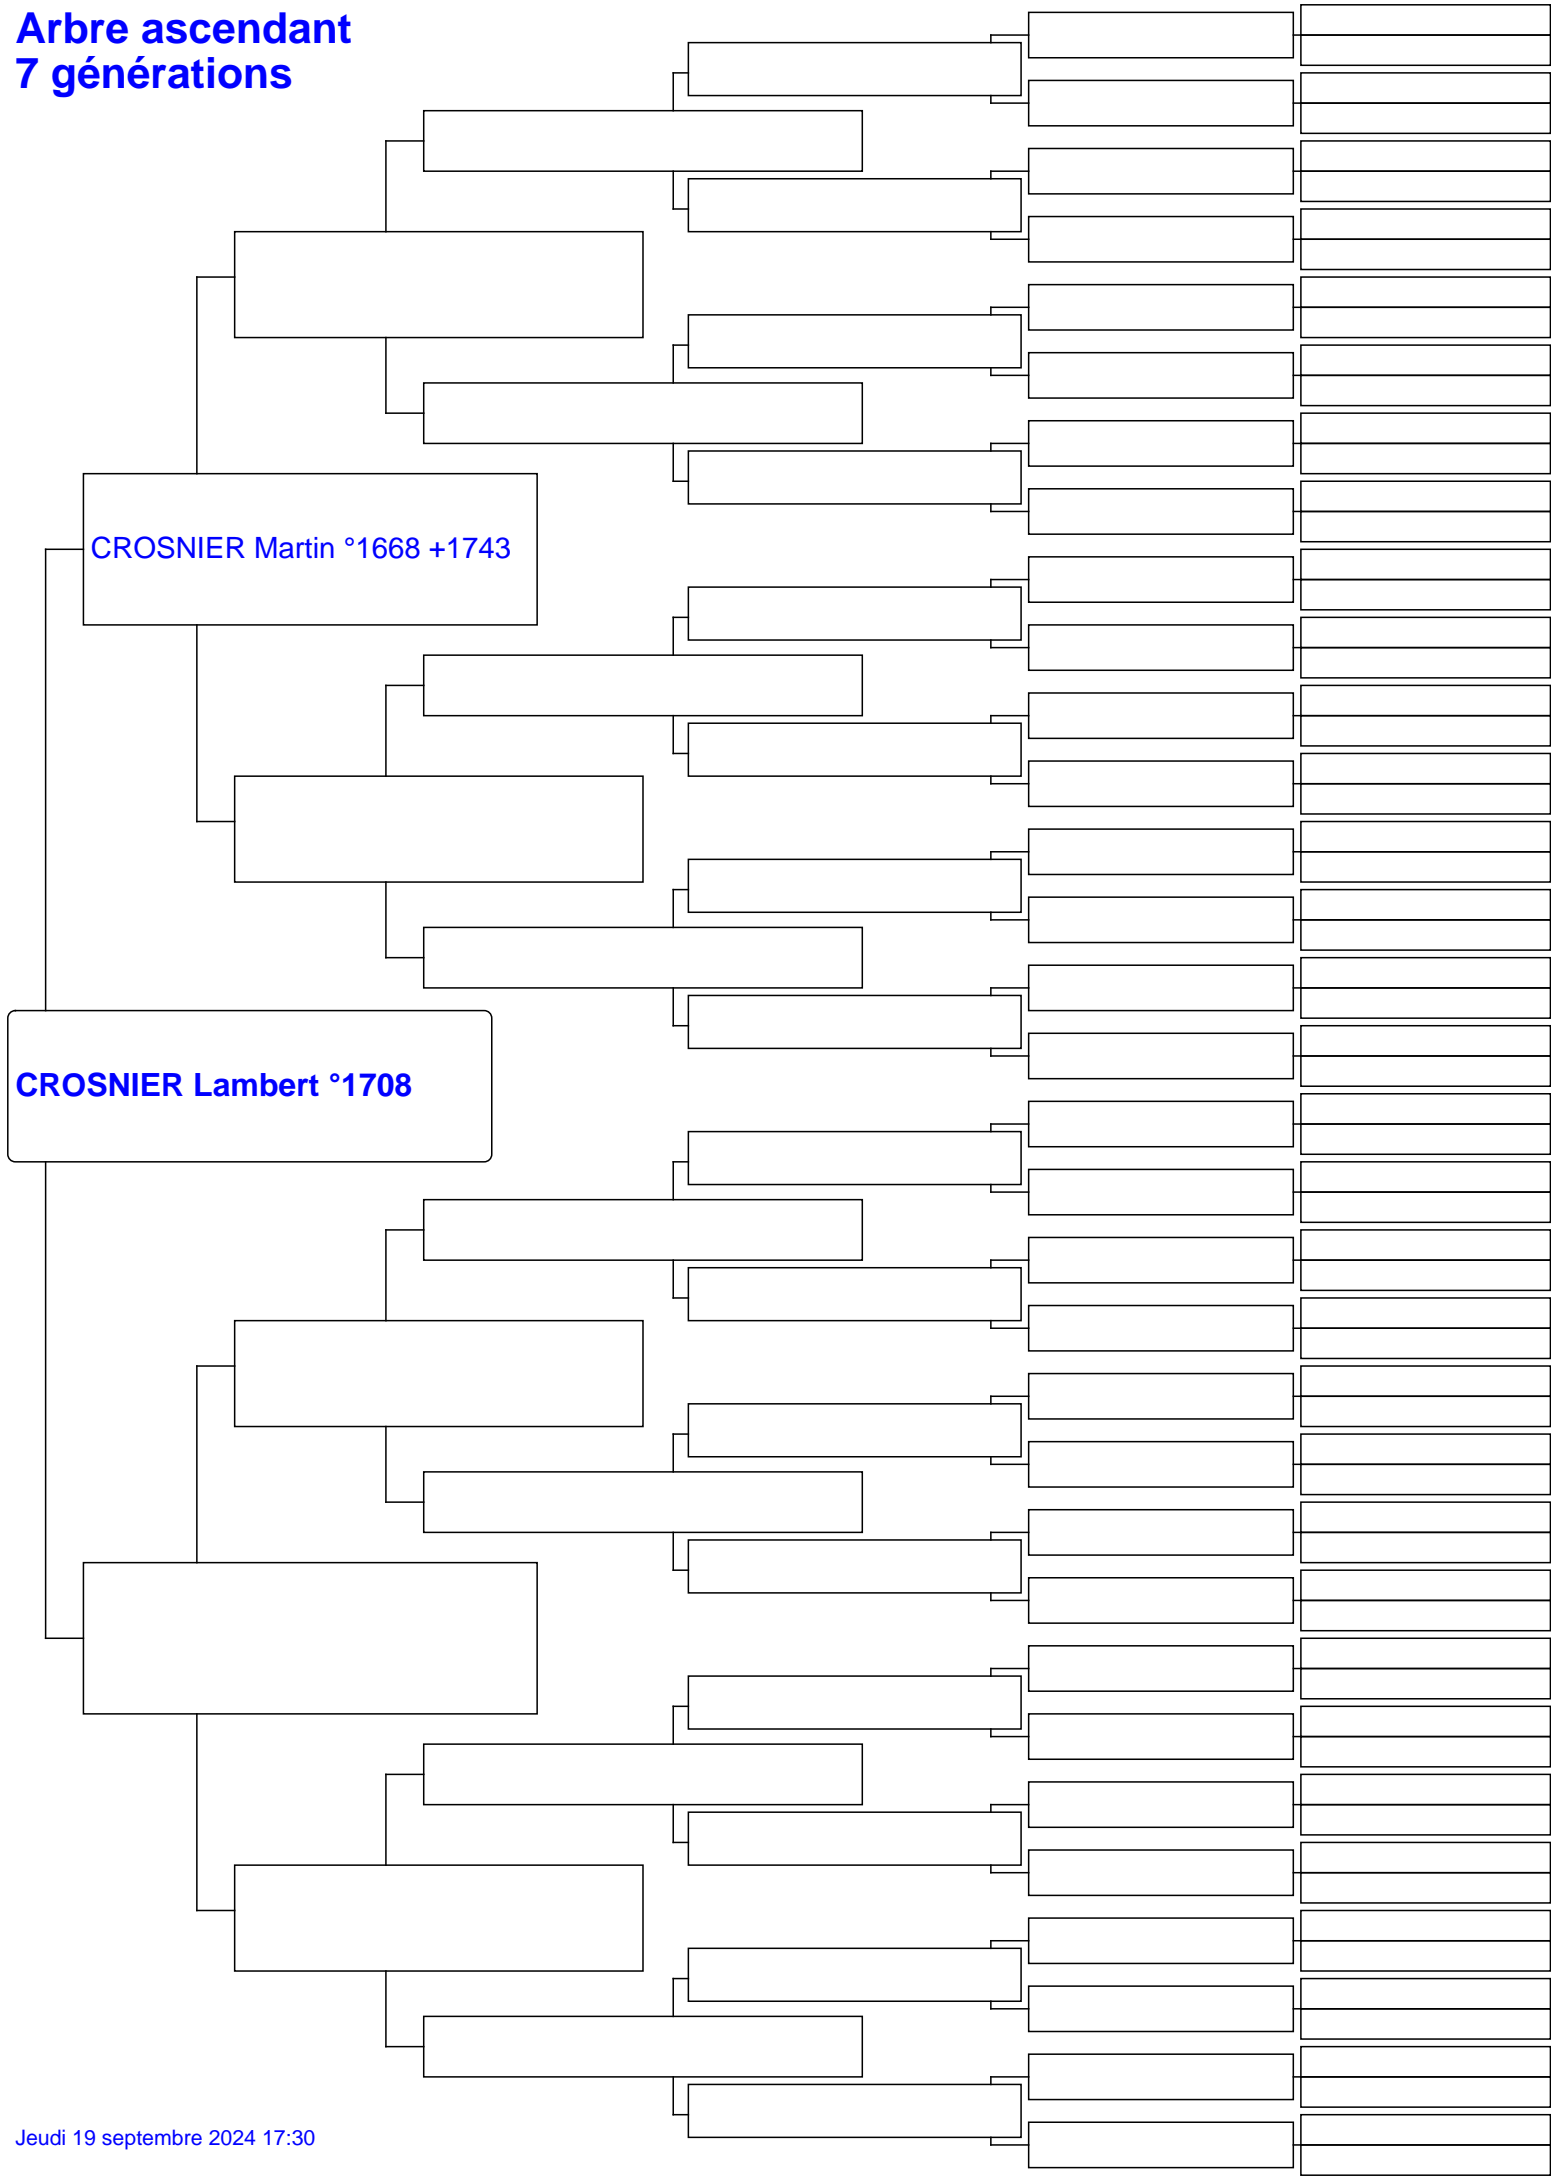 Arbre ascendant
7 générations
CROSNIER Martin °1668 +1743
CROSNIER Lambert °1708
Jeudi 19 septembre 2024 17:30